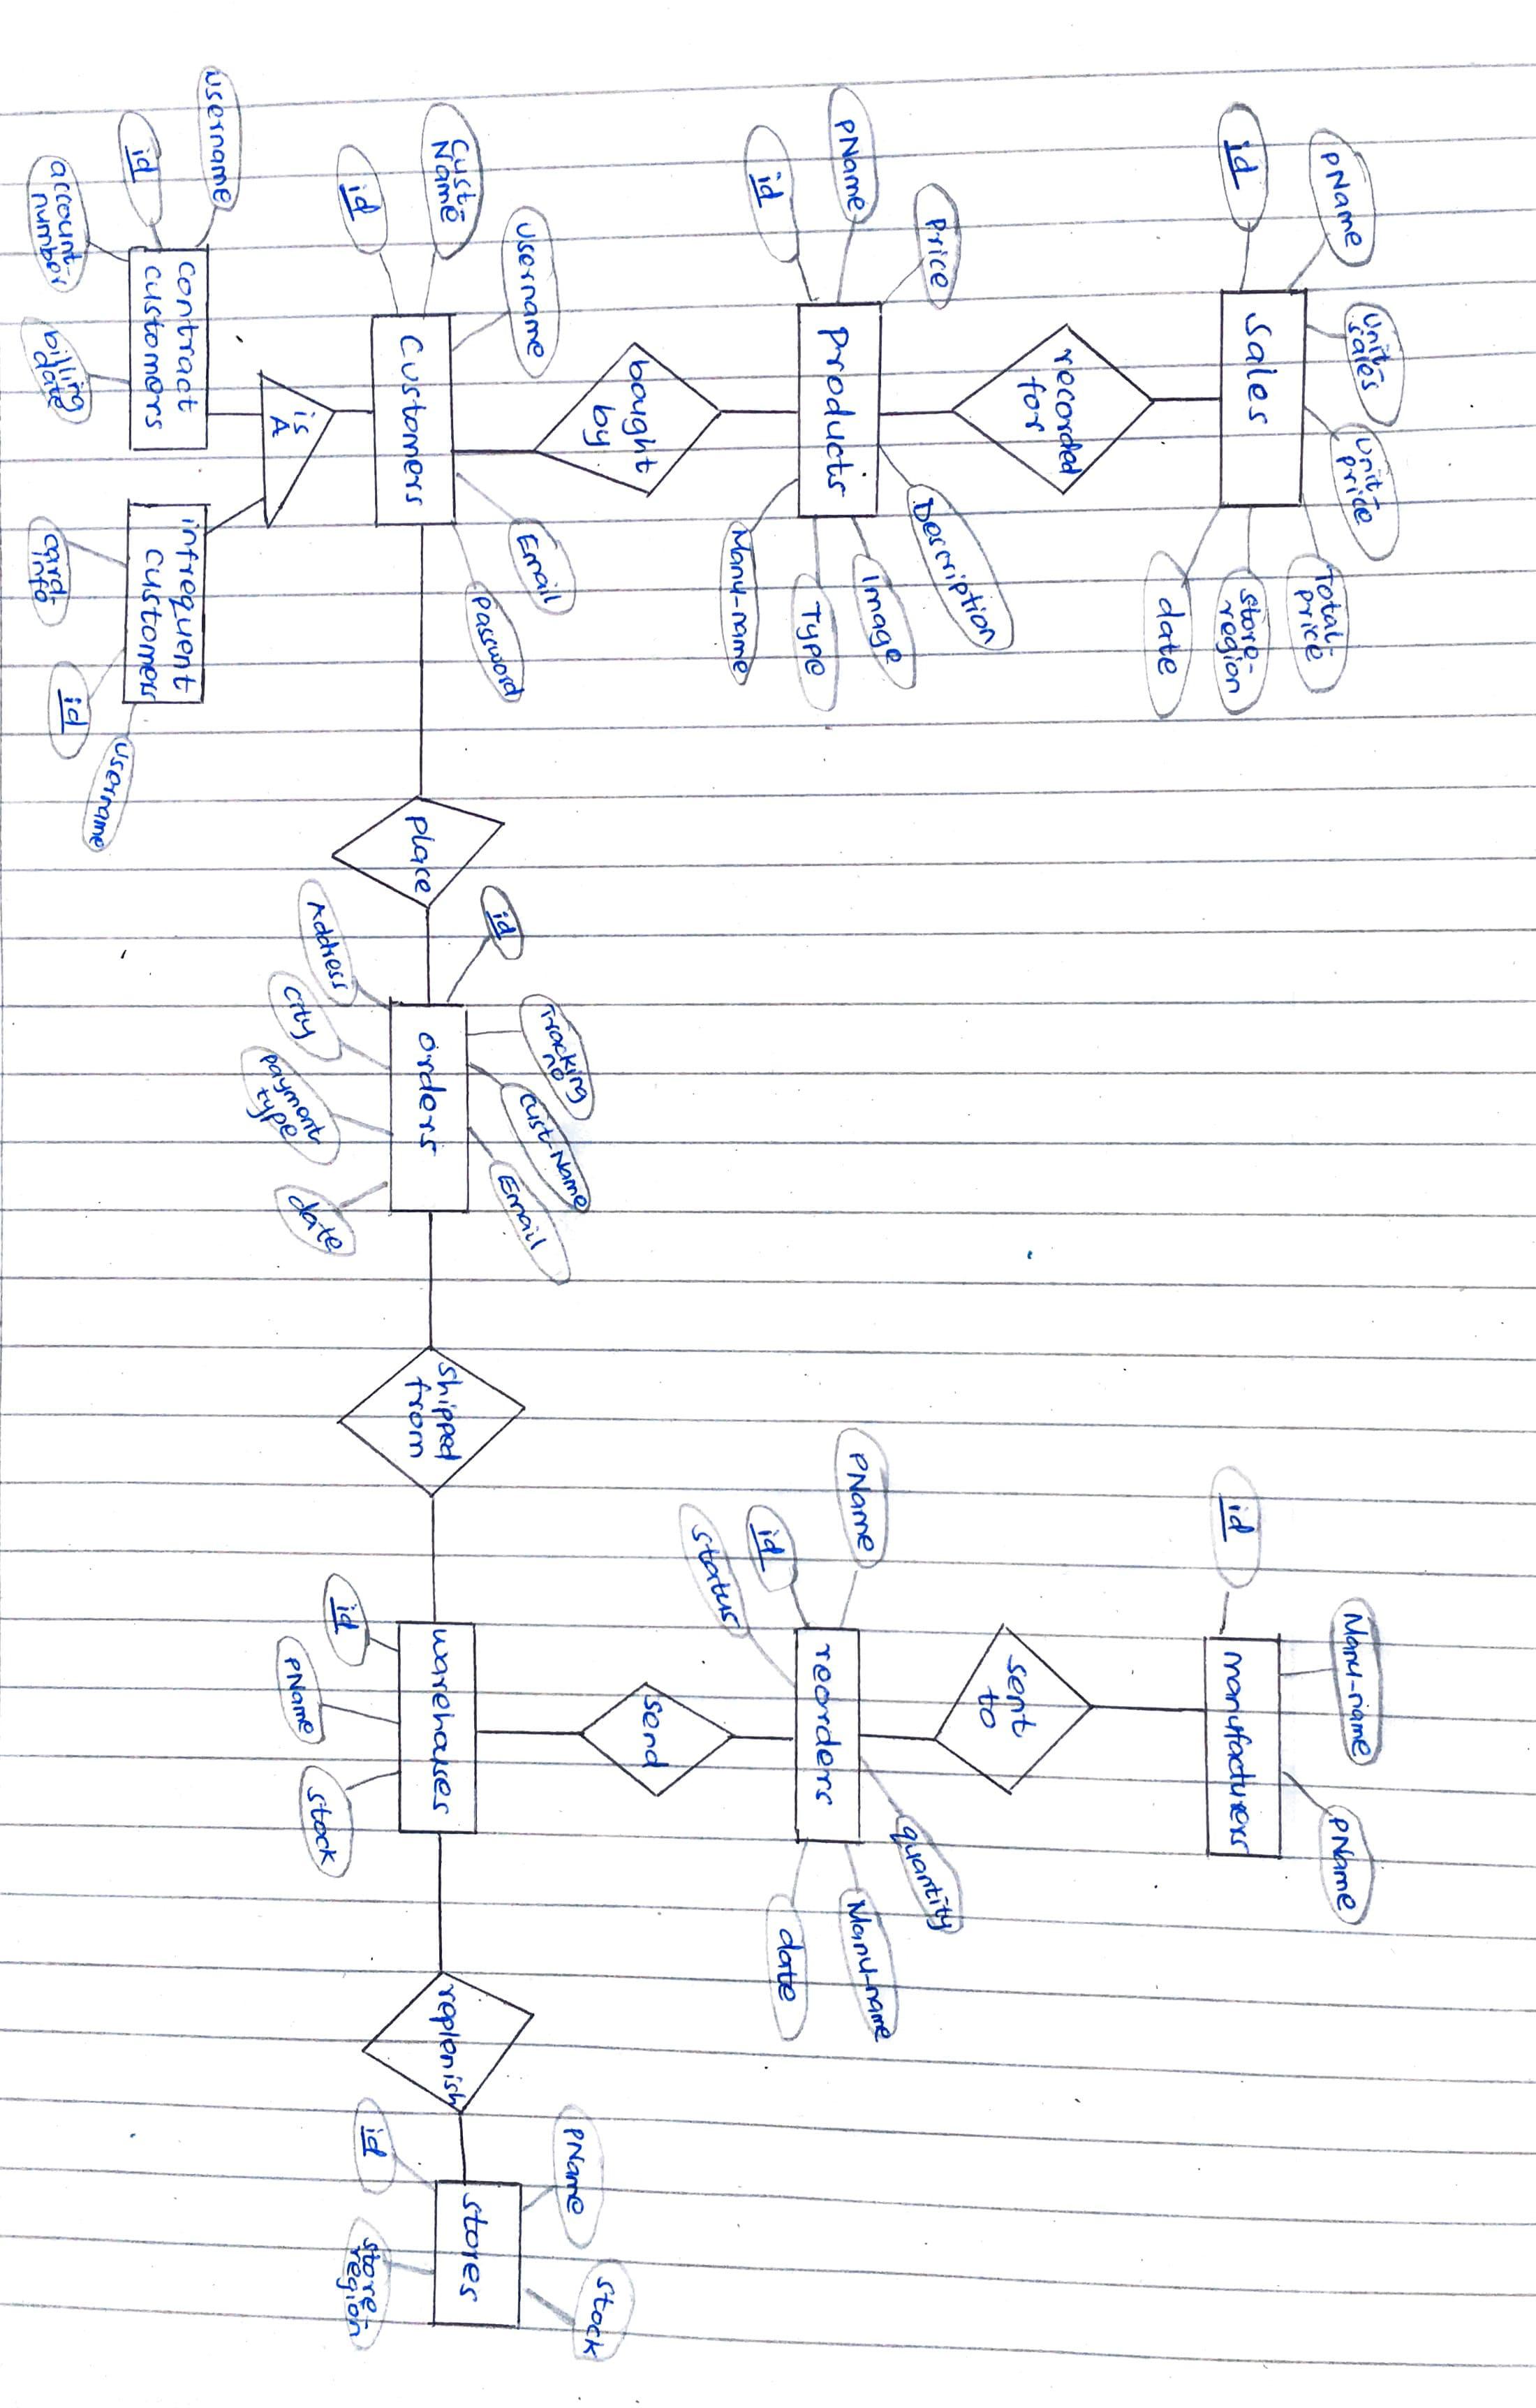 PName
id
Unit-
sales
Unit-
price
Sales
Total-
price
store-
region
date
recorded
for
Price
PName
id
Products
Description
Image
Type
Manu-name
bought
by
Username
Cust-
Name
id
Customers
Email
Password
is
A
Username
id
account-
number
contract
customers
billing
date
infrequent
customers
card-
info
id
Username
place
id
Tracking
no
Cust-Name
Email
orders
Address
City
payment
type
date
shipped
from
id
Manu-name
PName
manufacturers
sent
to
PName
id
status
reorders
quantity
Manu-name
date
send
warehouses
id
PName
stock
replenish
PName
stock
stores
id
store-
region